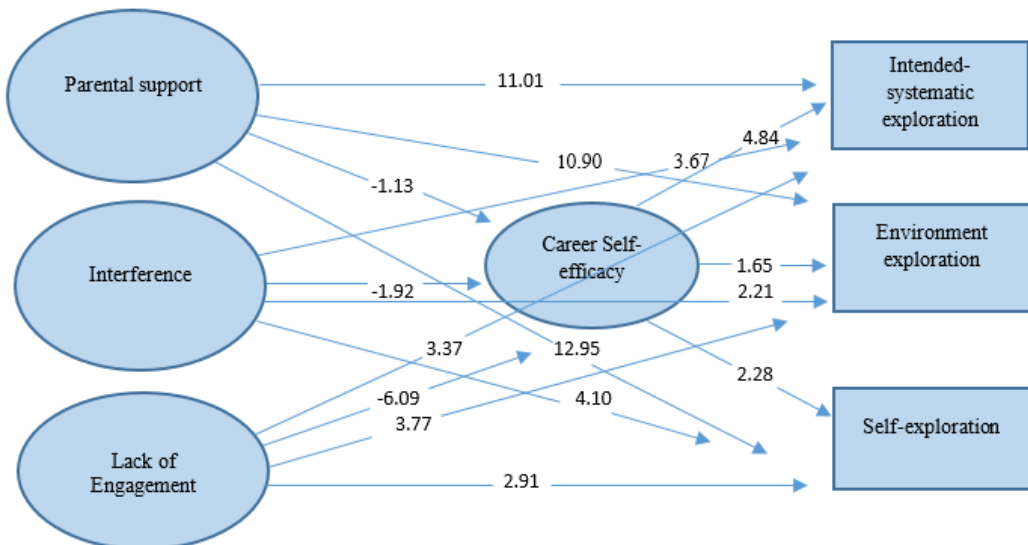 Parental support
11.01
Intended-
systematic
exploration
4.84
10.90
3.67
-1.13
Interference
Career Self-
efficacy
Environment
exploration
1.65
-1.92
2.21
3.37
12.95
2.28
-6.09
4.10
3.77
Self-exploration
Lack of
Engagement
2.91